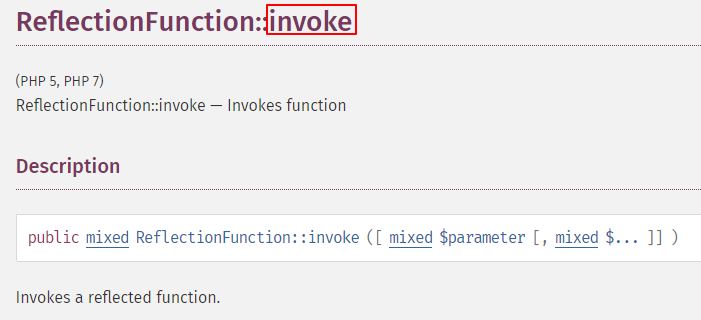 ReflectionFunction::invoke
(PHP 5, PHP 7)
ReflectionFunction::invoke — Invokes function
Description
public mixed ReflectionFunction::invoke ([ mixed $parameter [, mixed $... ]] )
Invokes a reflected function.